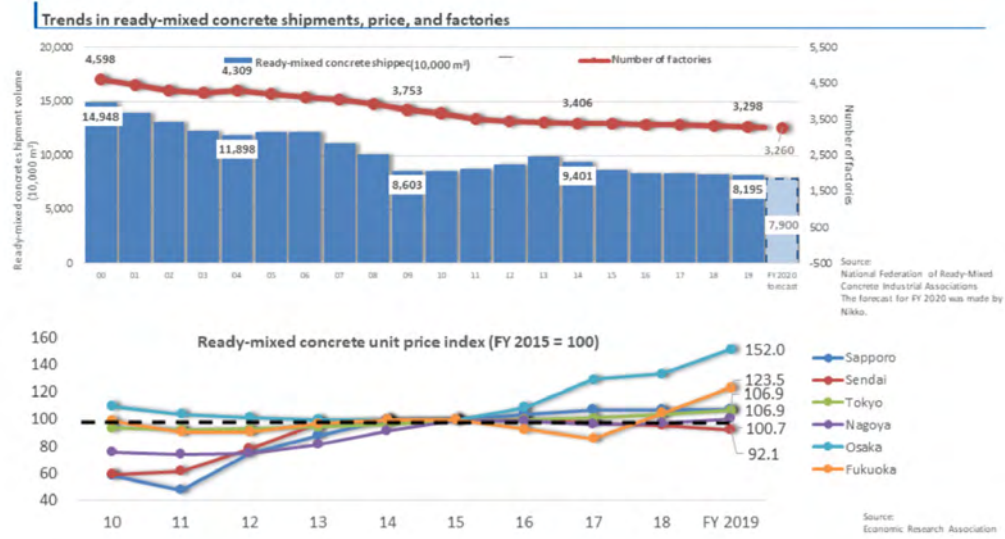 Trends in ready-mixed concrete shipments, price, and factories
20,000
15,000
10,000
5,000
0
Ready-mixed concrete shipment volume
(10,000 m³)
Ready-mixed concrete shippec(10,000 m³)
Number of factories
4,598
4,309
3,753
3,406
3,298
3,260
14,948
11,898
8,603
9,401
8,195
7,900
5,500
4,500
3,500
2,500
1,500
500
-500
Number of factories
00 01 02 03 04 05 06 07 08 09 10 11 12 13 14 15 16 17 18 19 FY 2020
forecast
Source:
National Federation of Ready-Mixed
Concrete Industrial Associations
The forecast for FY 2020 was made by
Nikko.
Ready-mixed concrete unit price index (FY 2015 = 100)
160
140
120
100
80
60
40
152.0
123.5
106.9
106.9
100.7
92.1
Sapporo
Sendai
Tokyo
Nagoya
Osaka
Fukuoka
10 11 12 13 14 15 16 17 18 FY 2019
Source:
Economic Research Association